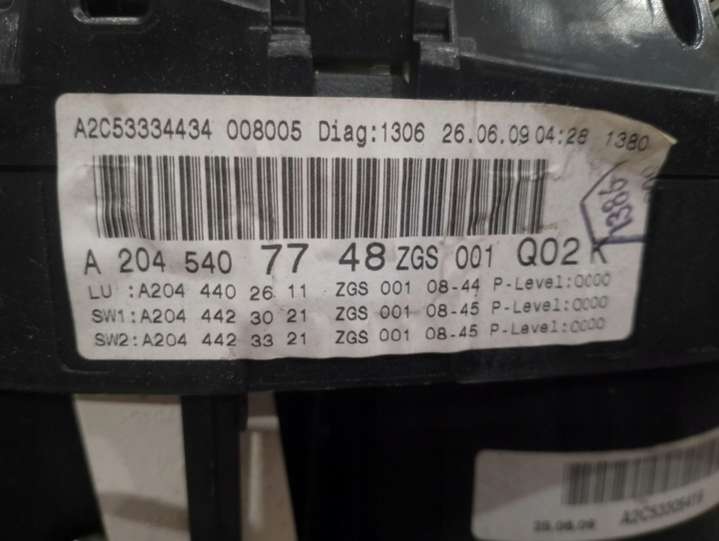 A2C53334434 008005 Diag:1306 26.06.09 04:28 1380
A 204 540 77 48 ZGS 001 Q02 K
1386
LU :A204 440 26 11 ZGS 001 08-44 P-Level:0000
SW1:A204 442 30 21 ZGS 001 08-45 P-Level:0000
SW2:A204 442 33 21 ZGS 001 08-45 P-Level:0000